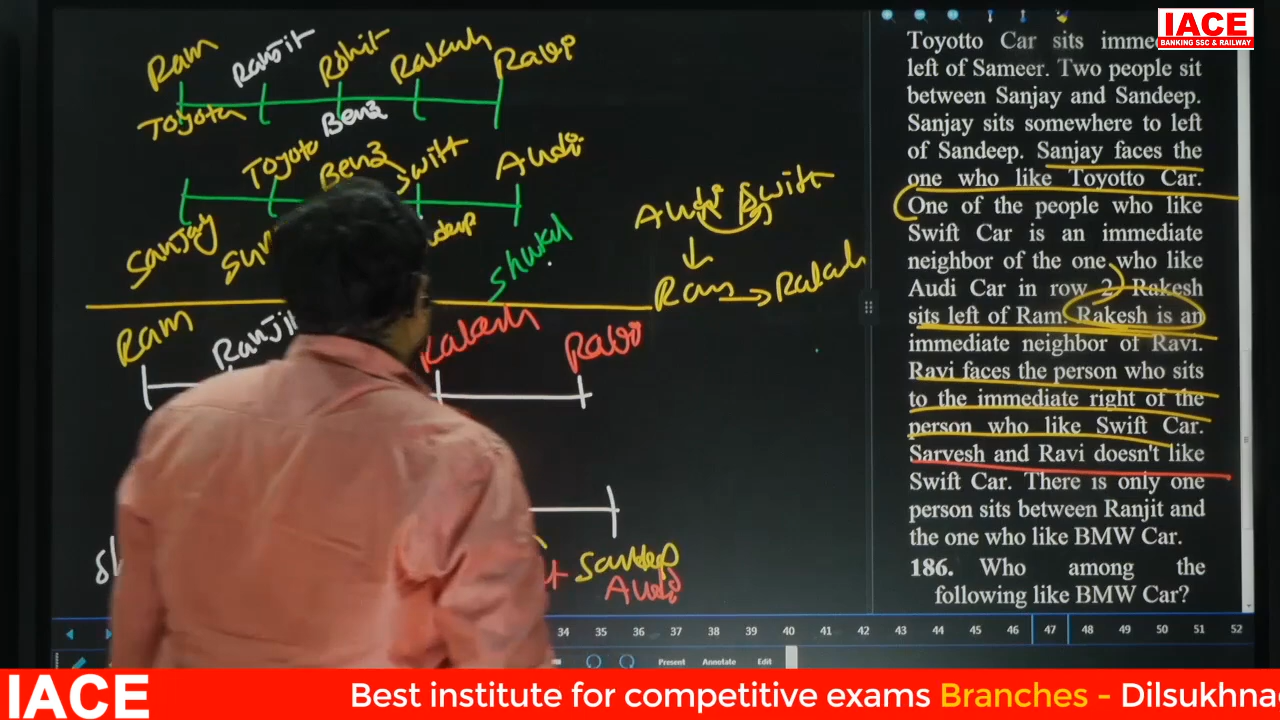 Ram Ranjit Rohit Rakesh Ravi
Toyota Benz
Toyoto Benz Swift Audi
Sanjay Shukl
Audi Swift
Ram → Rakesh
Ram Ranjit Rakesh Ravi
Sandeep
Audi
IACE
BANKING SSC & RAILWAY
Toyotto Car sits
left of Sameer. Two people sit
between Sanjay and Sandeep.
Sanjay sits somewhere to left
of Sandeep. Sanjay faces the
one who like Toyotto Car.
One of the people who like
Swift Car is an immediate
neighbor of the one who like
Audi Car in row 2. Rakesh
sits left of Ram. Rakesh is an
immediate neighbor of Ravi.
Ravi faces the person who sits
to the immediate right of the
person who like Swift Car.
Sarvesh and Ravi doesn't like
Swift Car. There is only one
person sits between Ranjit and
the one who like BMW Car.
186. Who among the
following like BMW Car?
34 35 36 37 38 39 40 41 42 43 44 45 46 47 48 49 50 51 52
Present Annotate Edit
IACE Best institute for competitive exams Branches - Dilsukhna